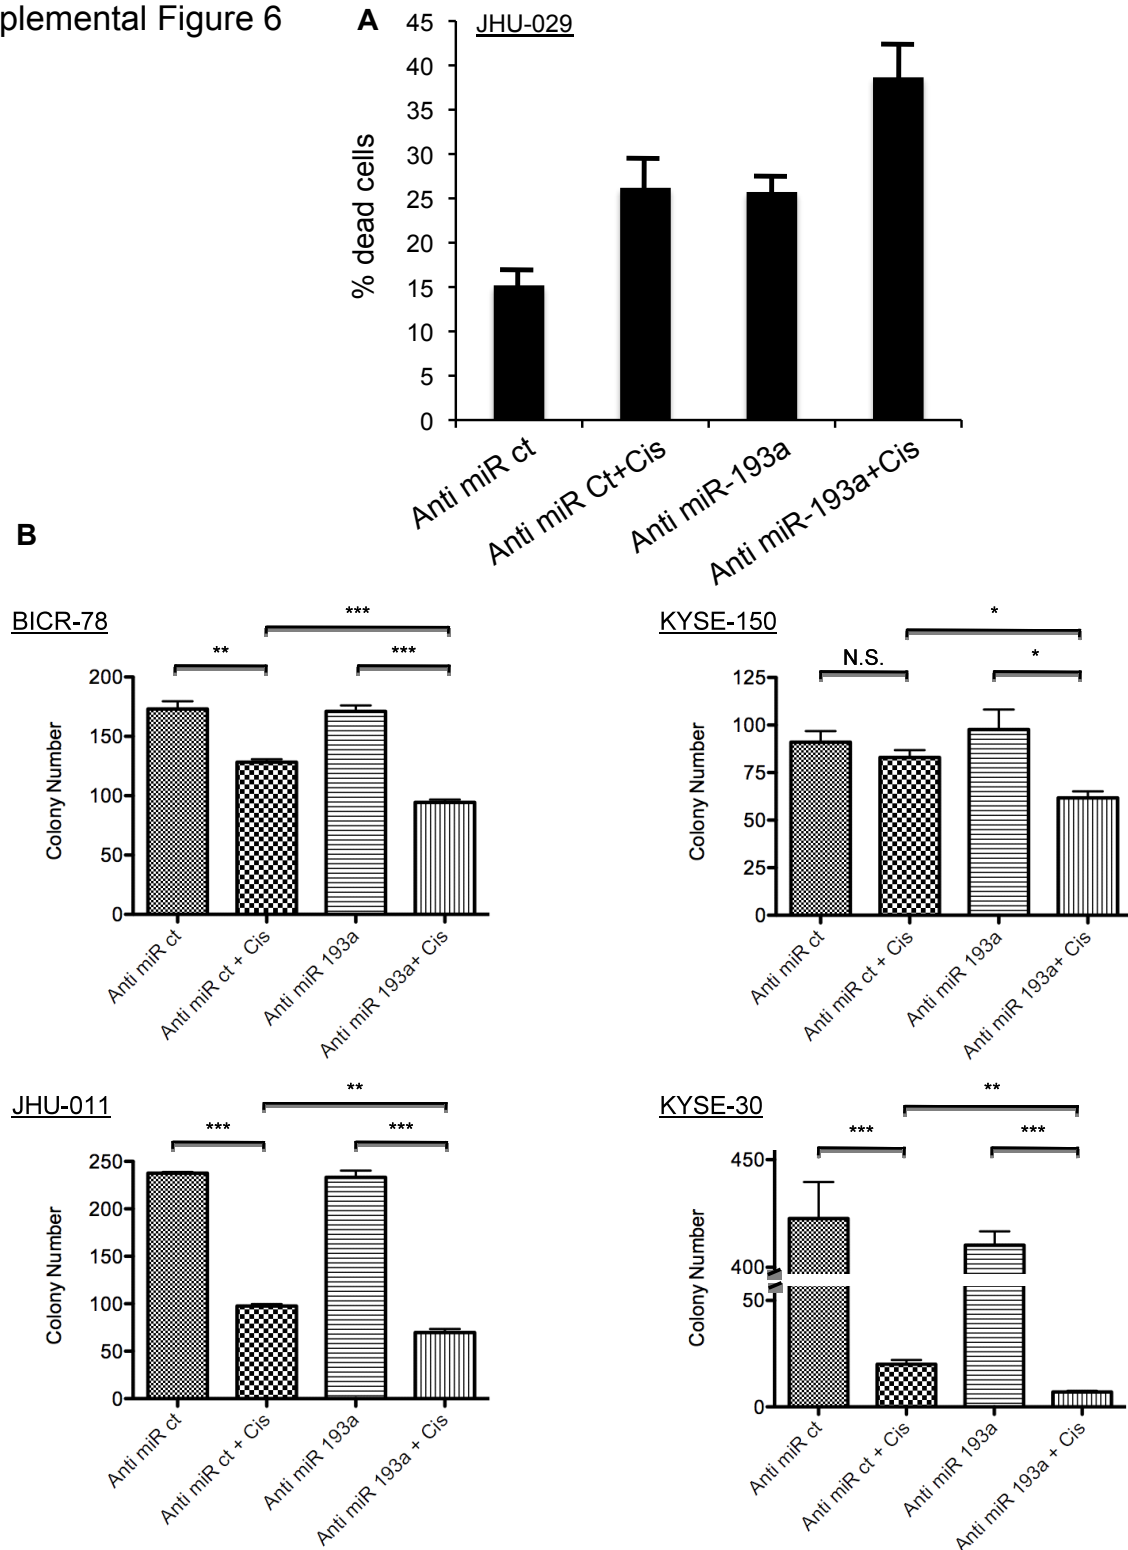 plemental Figure 6
A
JHU-029
45
40
35
30
25
20
15
10
5
0
% dead cells
Anti miR ct
Anti miR Ct+Cis
Anti miR-193a
Anti miR-193a+Cis
B
BICR-78
***
**
***
200
150
100
50
0
Colony Number
Anti miR ct
Anti miR ct + Cis
Anti miR 193a
Anti miR 193a+ Cis
KYSE-150
*
N.S.
*
125
100
75
50
25
0
Colony Number
Anti miR ct
Anti miR ct + Cis
Anti miR 193a
Anti miR 193a+ Cis
JHU-011
**
***
***
250
200
150
100
50
0
Colony Number
Anti miR ct
Anti miR ct + Cis
Anti miR 193a
Anti miR 193a + Cis
KYSE-30
**
***
***
450
400
50
0
Colony Number
Anti miR ct
Anti miR ct + Cis
Anti miR 193a
Anti miR 193a + Cis